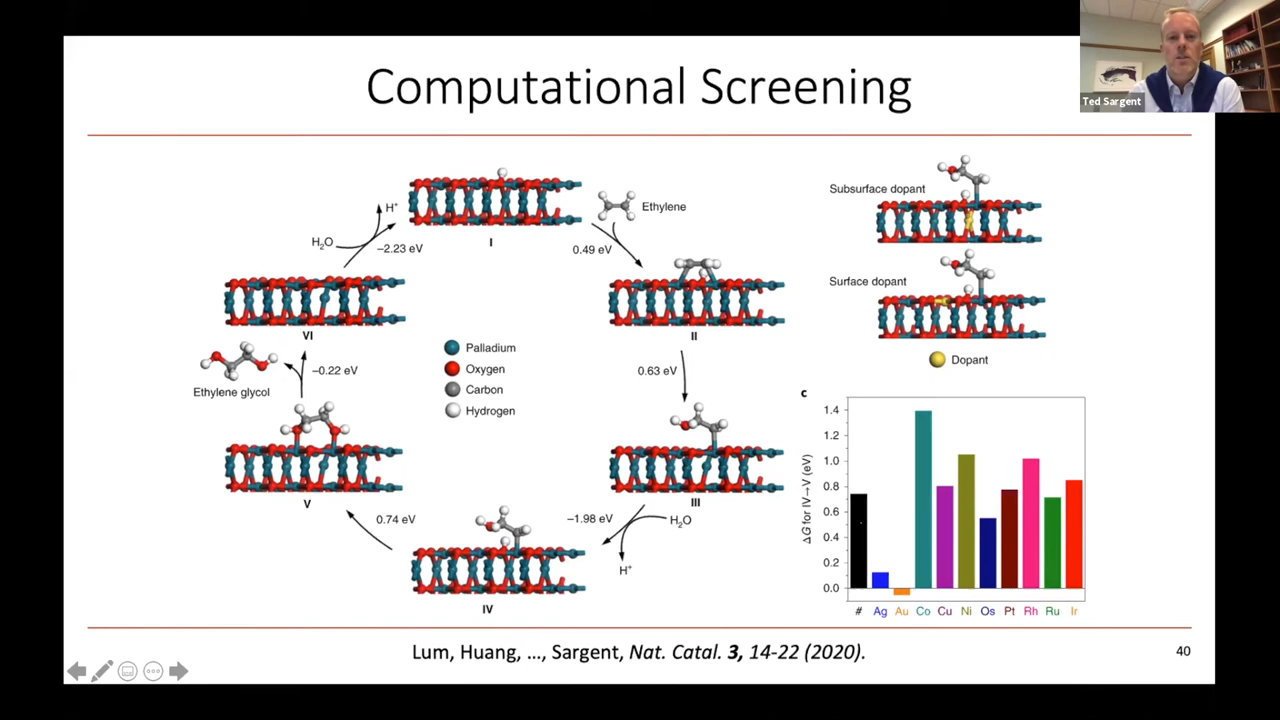 Computational Screening
Ted Sargent
H⁺
H₂O
−2.23 eV
I
Ethylene
0.49 eV
VI
II
Palladium
Oxygen
Carbon
Hydrogen
Ethylene glycol
−0.22 eV
0.63 eV
V
III
0.74 eV
−1.98 eV
H₂O
H⁺
IV
Subsurface dopant
Surface dopant
Dopant
c
ΔG for IV→V (eV)
1.4
1.2
1.0
0.8
0.6
0.4
0.2
0.0
# Ag Au Co Cu Ni Os Pt Rh Ru Ir
Lum, Huang, ..., Sargent, Nat. Catal. 3, 14-22 (2020).
40